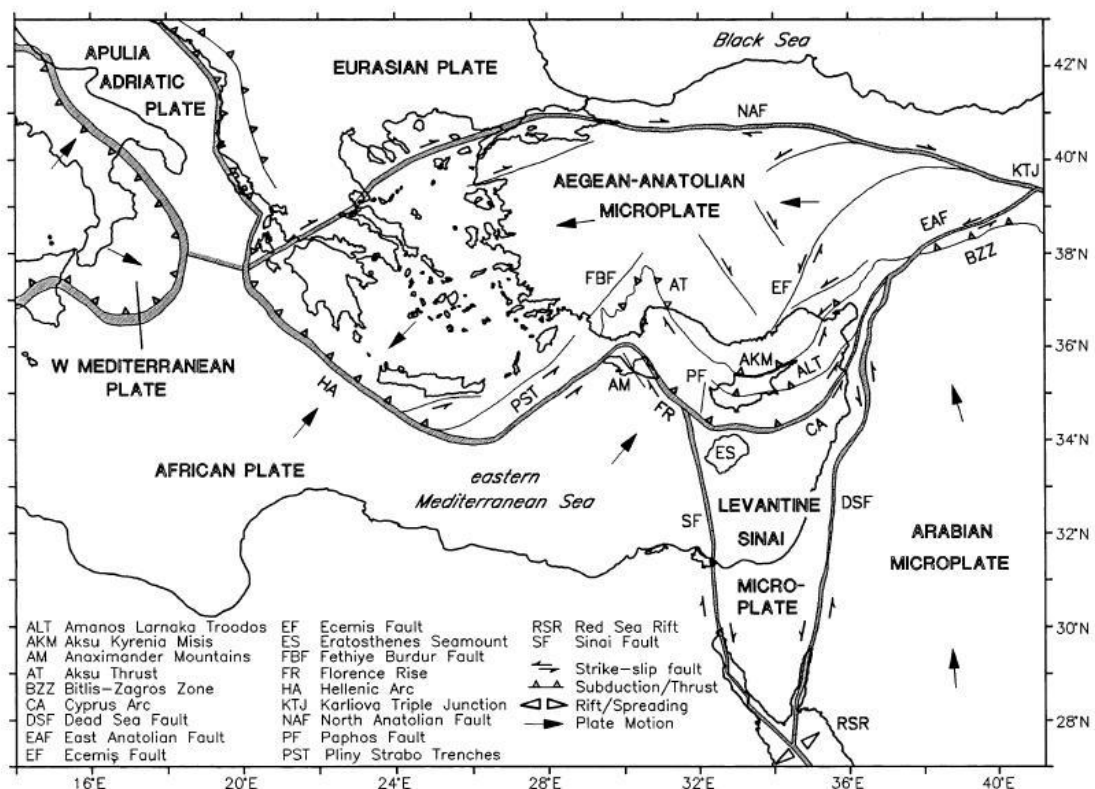 APULIA
ADRIATIC
PLATE
EURASIAN PLATE
Black Sea
42°N
NAF
40°N
KTJ
AEGEAN-ANATOLIAN
MICROPLATE
EAF
BZZ
38°N
FBF
AT
EF
W MEDITERRANEAN
PLATE
36°N
HA
PST
AM
FR
PF
AKM
ALT
CA
34°N
ES
AFRICAN PLATE
eastern
Mediterranean Sea
LEVANTINE
SINAI
MICRO-
PLATE
SF
DSF
32°N
ARABIAN
MICROPLATE
30°N
28°N
RSR
ALT Amanos Larnaka Troodos
AKM Aksu Kyrenia Misis
AM Anaximander Mountains
AT Aksu Thrust
BZZ Bitlis-Zagros Zone
CA Cyprus Arc
DSF Dead Sea Fault
EAF East Anatolian Fault
EF Ecemiş Fault
EF Ecemis Fault
ES Eratosthenes Seamount
FBF Fethiye Burdur Fault
FR Florence Rise
HA Hellenic Arc
KTJ Karliova Triple Junction
NAF North Anatolian Fault
PF Paphos Fault
PST Pliny Strabo Trenches
RSR Red Sea Rift
SF Sinai Fault
Strike-slip fault
Subduction/Thrust
Rift/Spreading
Plate Motion
16°E 20°E 24°E 28°E 32°E 36°E 40°E